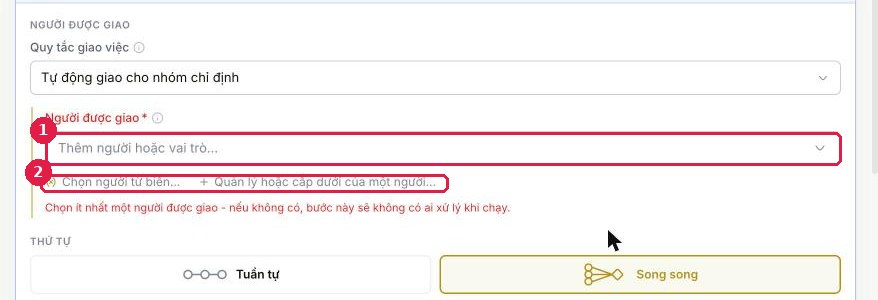 NGƯỜI ĐƯỢC GIAO
Quy tắc giao việc
Tự động giao cho nhóm chỉ định
Người được giao *
1
Thêm người hoặc vai trò...
2
Chọn người từ biến... + Quản lý hoặc cấp dưới của một người...
Chọn ít nhất một người được giao - nếu không có, bước này sẽ không có ai xử lý khi chạy.
THỨ TỰ
Tuần tự Song song